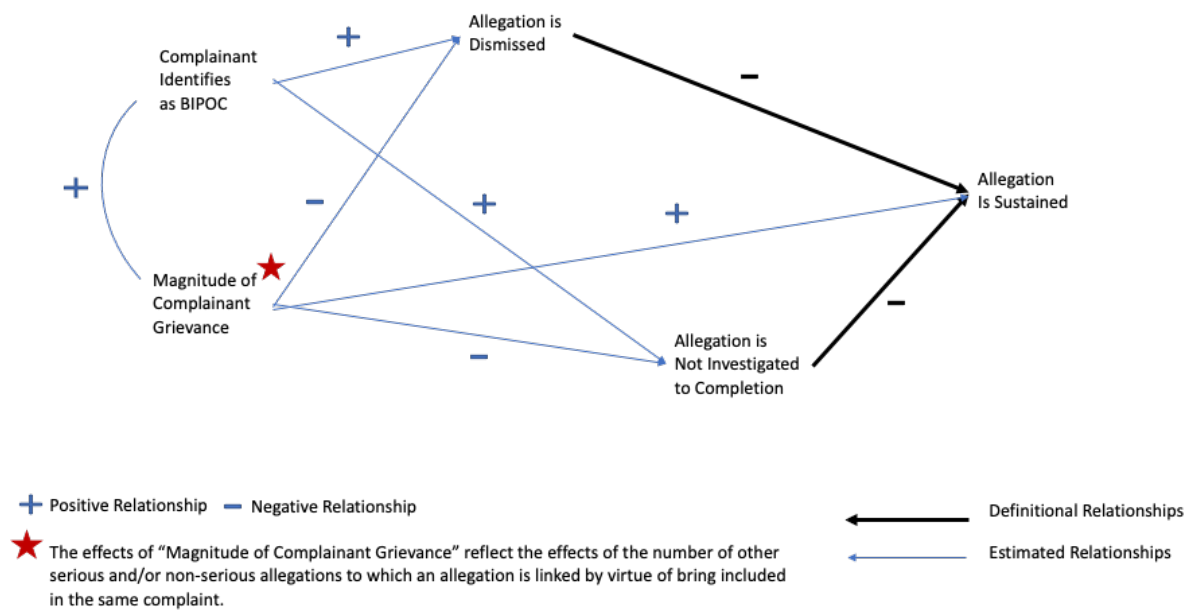 Allegation is
Dismissed
Complainant
Identifies
as BIPOC
Allegation
Is Sustained
Magnitude of
Complainant
Grievance
Allegation is
Not Investigated
to Completion
Positive Relationship
Negative Relationship
Definitional Relationships
The effects of “Magnitude of Complainant Grievance” reflect the effects of the number of other
serious and/or non-serious allegations to which an allegation is linked by virtue of bring included
in the same complaint.
Estimated Relationships